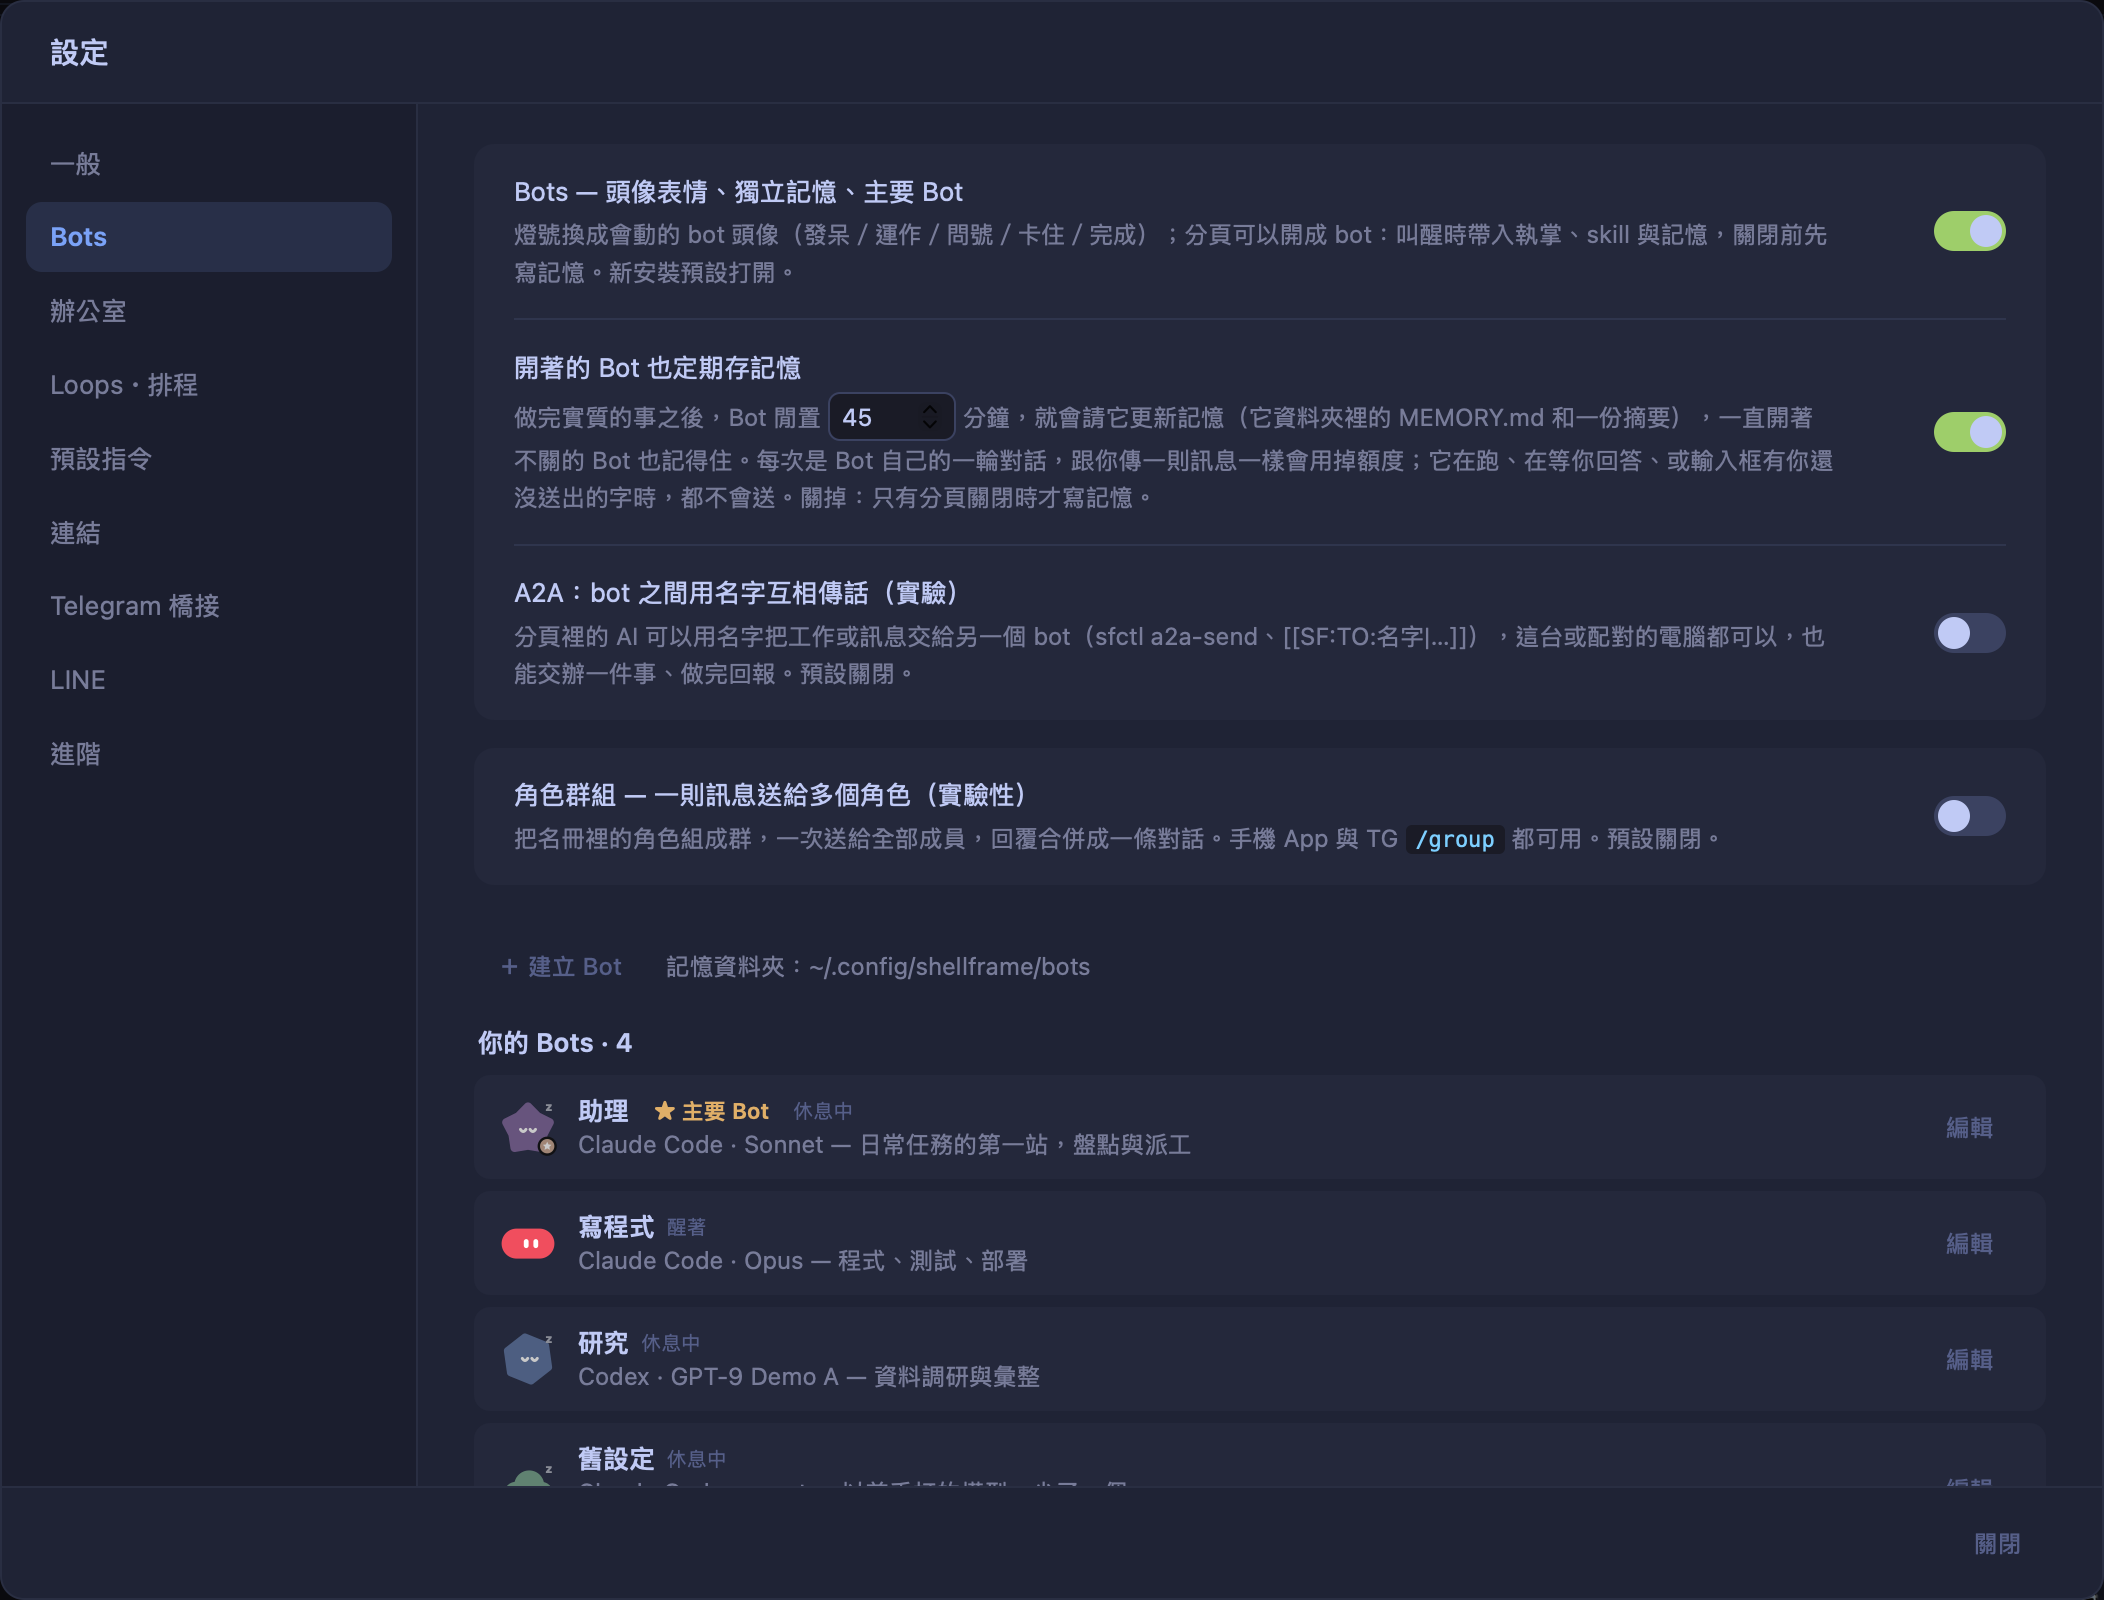 設定
一般
Bots
辦公室
Loops・排程
預設指令
連結
Telegram 橋接
LINE
進階
Bots — 頭像表情、獨立記憶、主要 Bot
燈號換成會動的 bot 頭像（發呆 / 運作 / 問號 / 卡住 / 完成）；分頁可以開成 bot：叫醒時帶入執掌、skill 與記憶，關閉前先
寫記憶。新安裝預設打開。
開著的 Bot 也定期存記憶
做完實質的事之後，Bot 閒置 45 分鐘，就會請它更新記憶（它資料夾裡的 MEMORY.md 和一份摘要），一直開著
不關的 Bot 也記得住。每次是 Bot 自己的一輪對話，跟你傳一則訊息一樣會用掉額度；它在跑、在等你回答、或輸入框有你還
沒送出的字時，都不會送。關掉：只有分頁關閉時才寫記憶。
A2A：bot 之間用名字互相傳話（實驗）
分頁裡的 AI 可以用名字把工作或訊息交給另一個 bot（sfctl a2a-send、[[SF:TO:名字|...]]），這台或配對的電腦都可以，也
能交辦一件事、做完回報。預設關閉。
角色群組 — 一則訊息送給多個角色（實驗性）
把名冊裡的角色組成群，一次送給全部成員，回覆合併成一條對話。手機 App 與 TG /group 都可用。預設關閉。
+ 建立 Bot 記憶資料夾：~/.config/shellframe/bots
你的 Bots · 4
助理 ★ 主要 Bot 休息中
Claude Code · Sonnet — 日常任務的第一站，盤點與派工
編輯
寫程式 醒著
Claude Code · Opus — 程式、測試、部署
編輯
研究 休息中
Codex · GPT-9 Demo A — 資料調研與彙整
編輯
舊設定 休息中
關閉